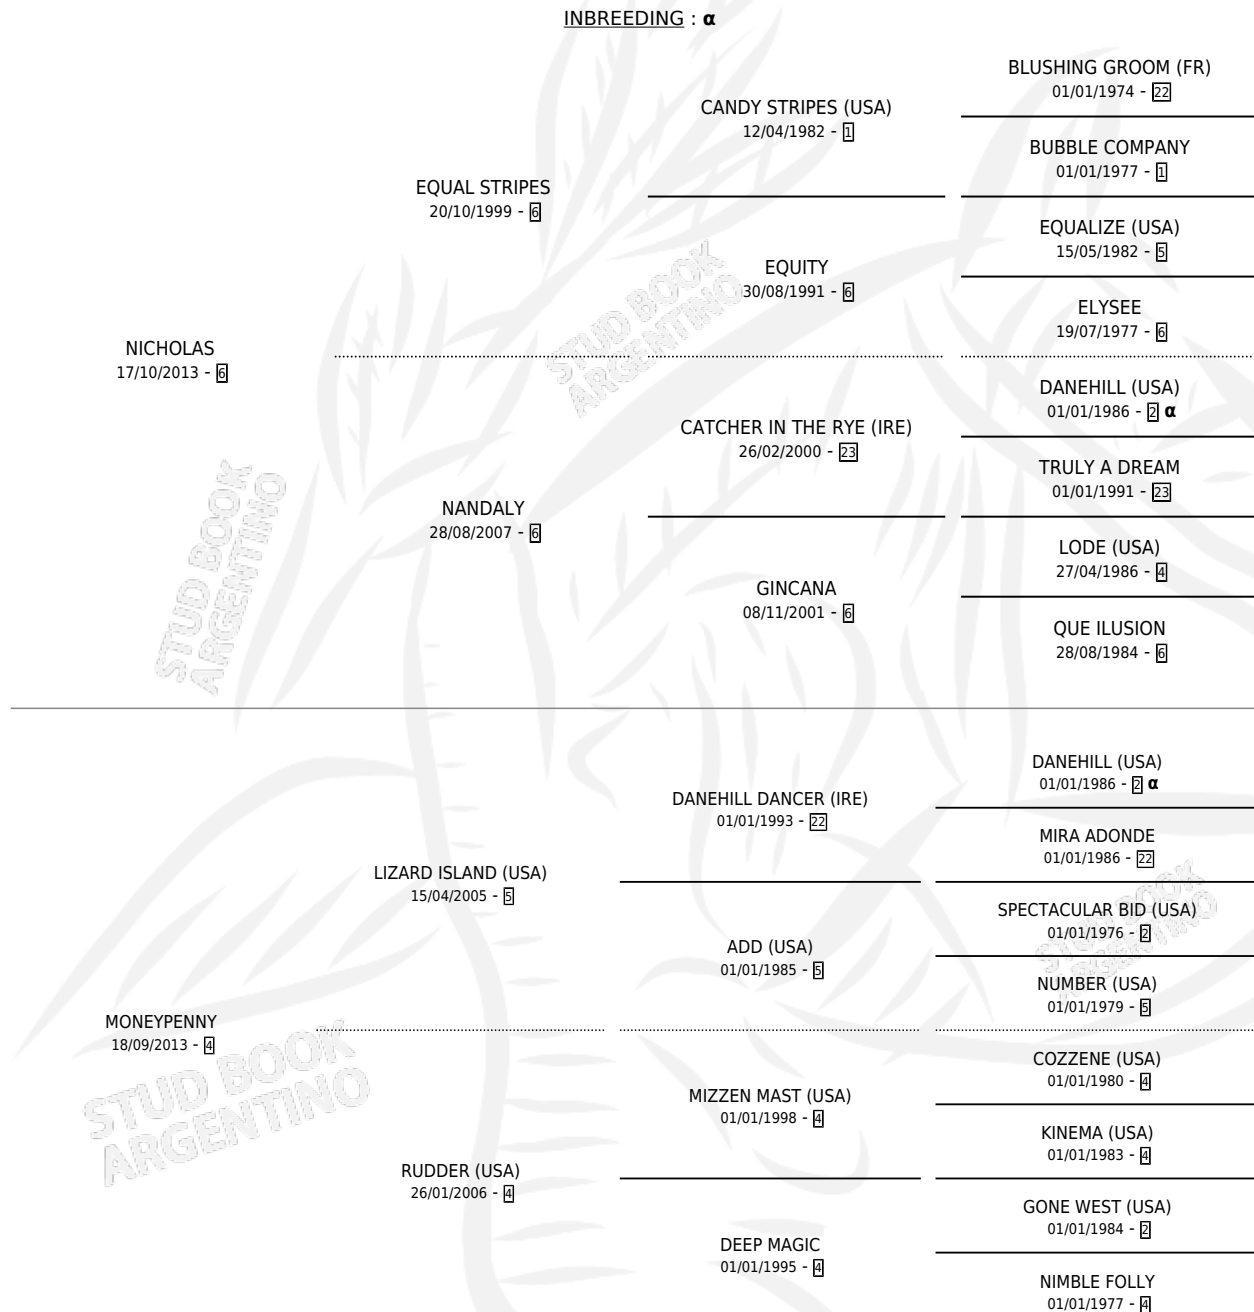 INBREEDING : α
BLUSHING GROOM (FR)
01/01/1974 - 22
CANDY STRIPES (USA)
12/04/1982 - 1
BUBBLE COMPANY
01/01/1977 - 1
EQUAL STRIPES
20/10/1999 - 6
EQUALIZE (USA)
15/05/1982 - 5
EQUITY
30/08/1991 - 6
ELYSEE
19/07/1977 - 6
NICHOLAS
17/10/2013 - 6
DANEHILL (USA)
01/01/1986 - 2 α
CATCHER IN THE RYE (IRE)
26/02/2000 - 23
TRULY A DREAM
01/01/1991 - 23
NANDALY
28/08/2007 - 6
LODE (USA)
27/04/1986 - 4
GINCANA
08/11/2001 - 6
QUE ILUSION
28/08/1984 - 6
STUD BOOK
ARGENTINO
STUD BOOK
ARGENTINO
DANEHILL (USA)
01/01/1986 - 2 α
DANEHILL DANCER (IRE)
01/01/1993 - 22
MIRA ADONDE
01/01/1986 - 22
LIZARD ISLAND (USA)
15/04/2005 - 5
SPECTACULAR BID (USA)
01/01/1976 - 2
ADD (USA)
01/01/1985 - 5
NUMBER (USA)
01/01/1979 - 5
MONEYPENNY
18/09/2013 - 4
COZZENE (USA)
01/01/1980 - 4
MIZZEN MAST (USA)
01/01/1998 - 4
KINEMA (USA)
01/01/1983 - 4
RUDDER (USA)
26/01/2006 - 4
GONE WEST (USA)
01/01/1984 - 2
DEEP MAGIC
01/01/1995 - 4
NIMBLE FOLLY
01/01/1977 - 4
STUD BOOK
ARGENTINO
STUD BOOK
ARGENTINO